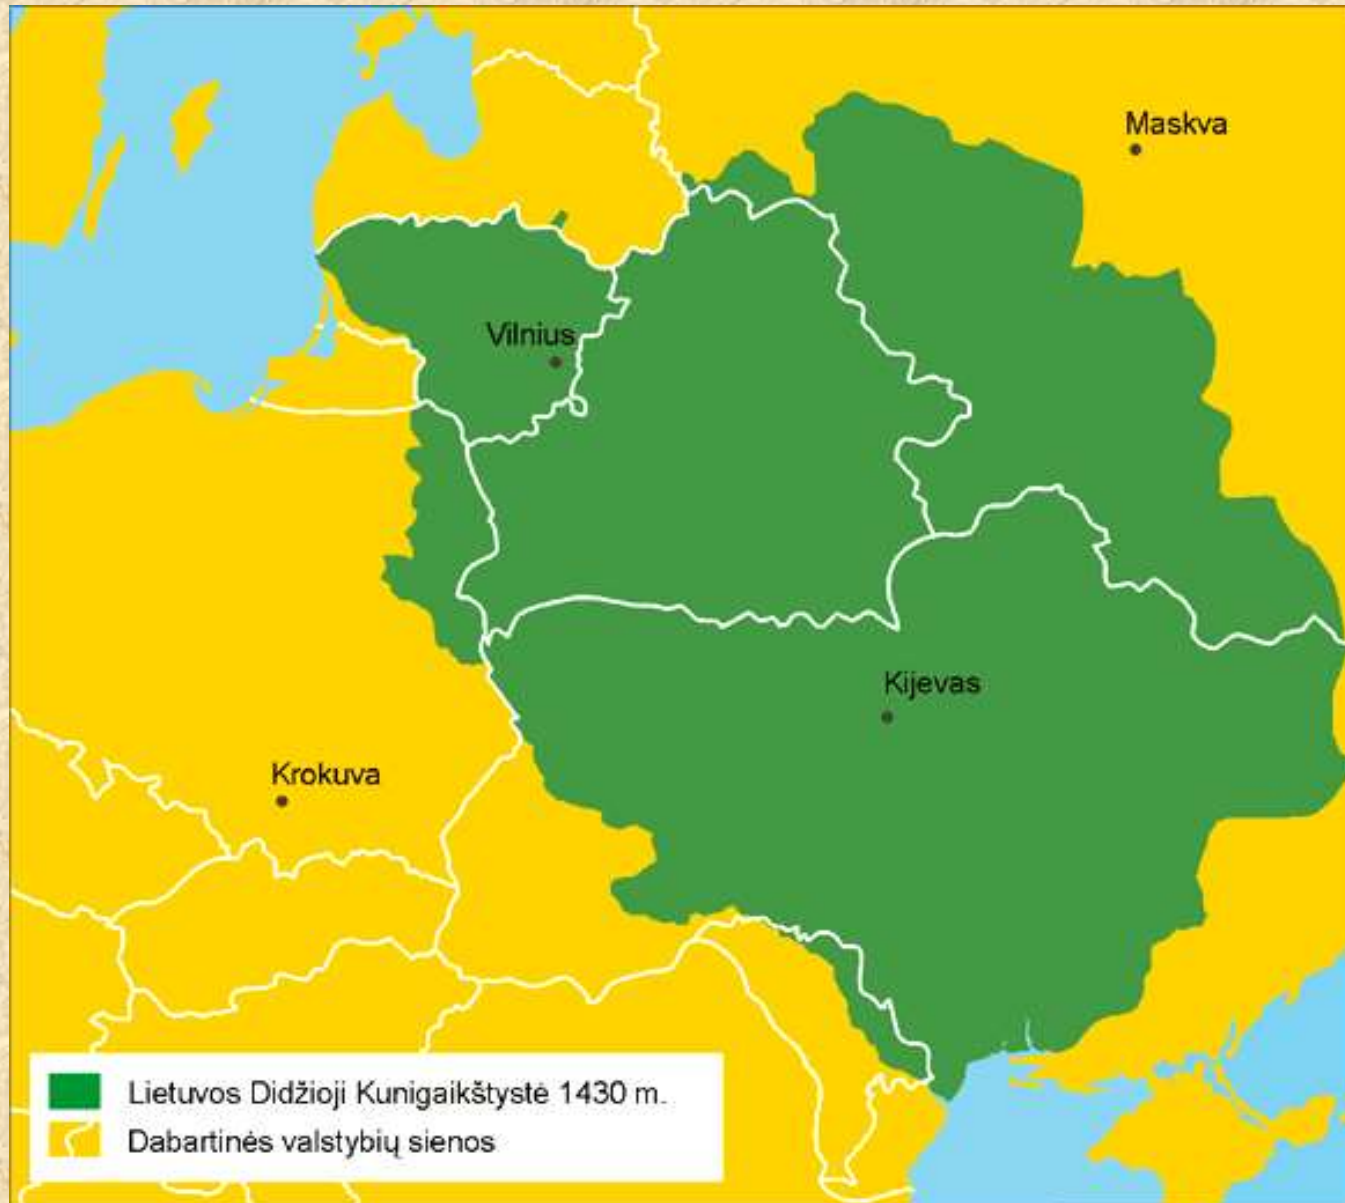 Maskva
Vilnius
Kijevas
Krokuva
Lietuvos Didžioji Kunigaikštystė 1430 m.
Dabartinės valstybių sienos